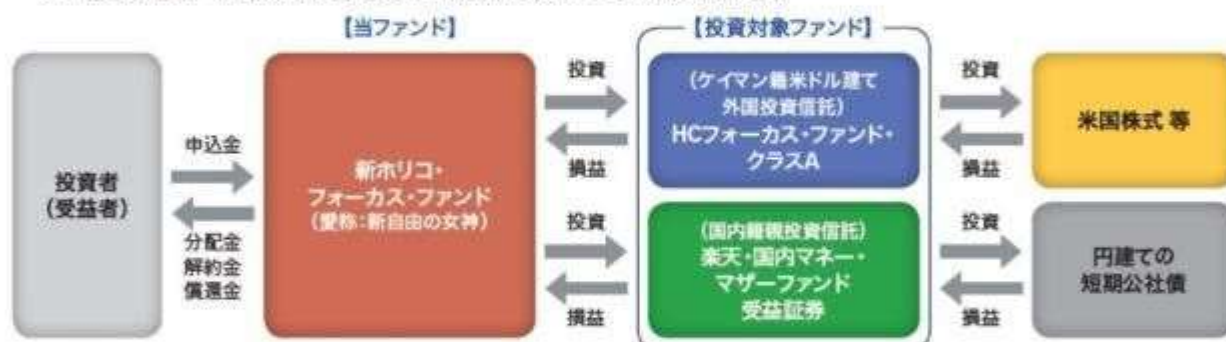 【当ファンド】
【投資対象ファンド】
投資者
(受益者)
申込金
分配金
解約金
償還金
新ホリコ・
フォーカス・ファンド
(愛称:新自由の女神)
投資
損益
投資
損益
(ケイマン籍米ドル建て
外国投資信託)
HCフォーカス・ファンド・
クラスA
(国内籍親投資信託)
楽天・国内マネー・
マザーファンド
受益証券
投資
損益
投資
損益
米国株式 等
円建ての
短期公社債